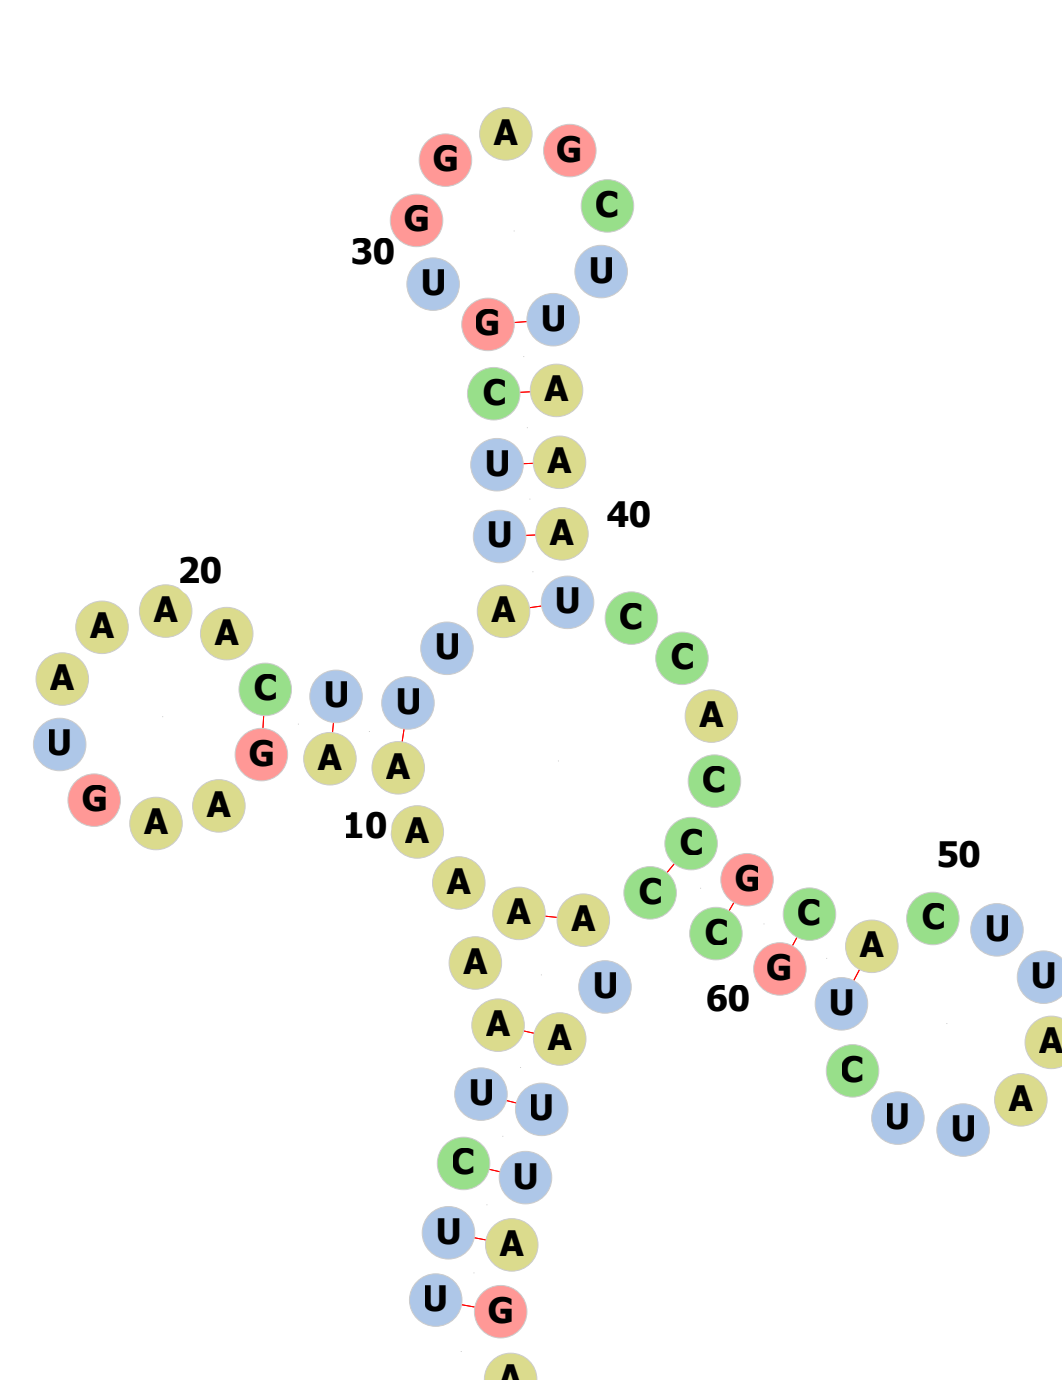 G A G
G C
30
U U
G U
C A
U A
U A 40
20
A A A A U C
A U C
C U U A
U G A A C
G A A
10 A C 50
A C G
A A C C A C U
A G U
U 60 U
A A A
C
U U U U A
C U
U A
U G
A